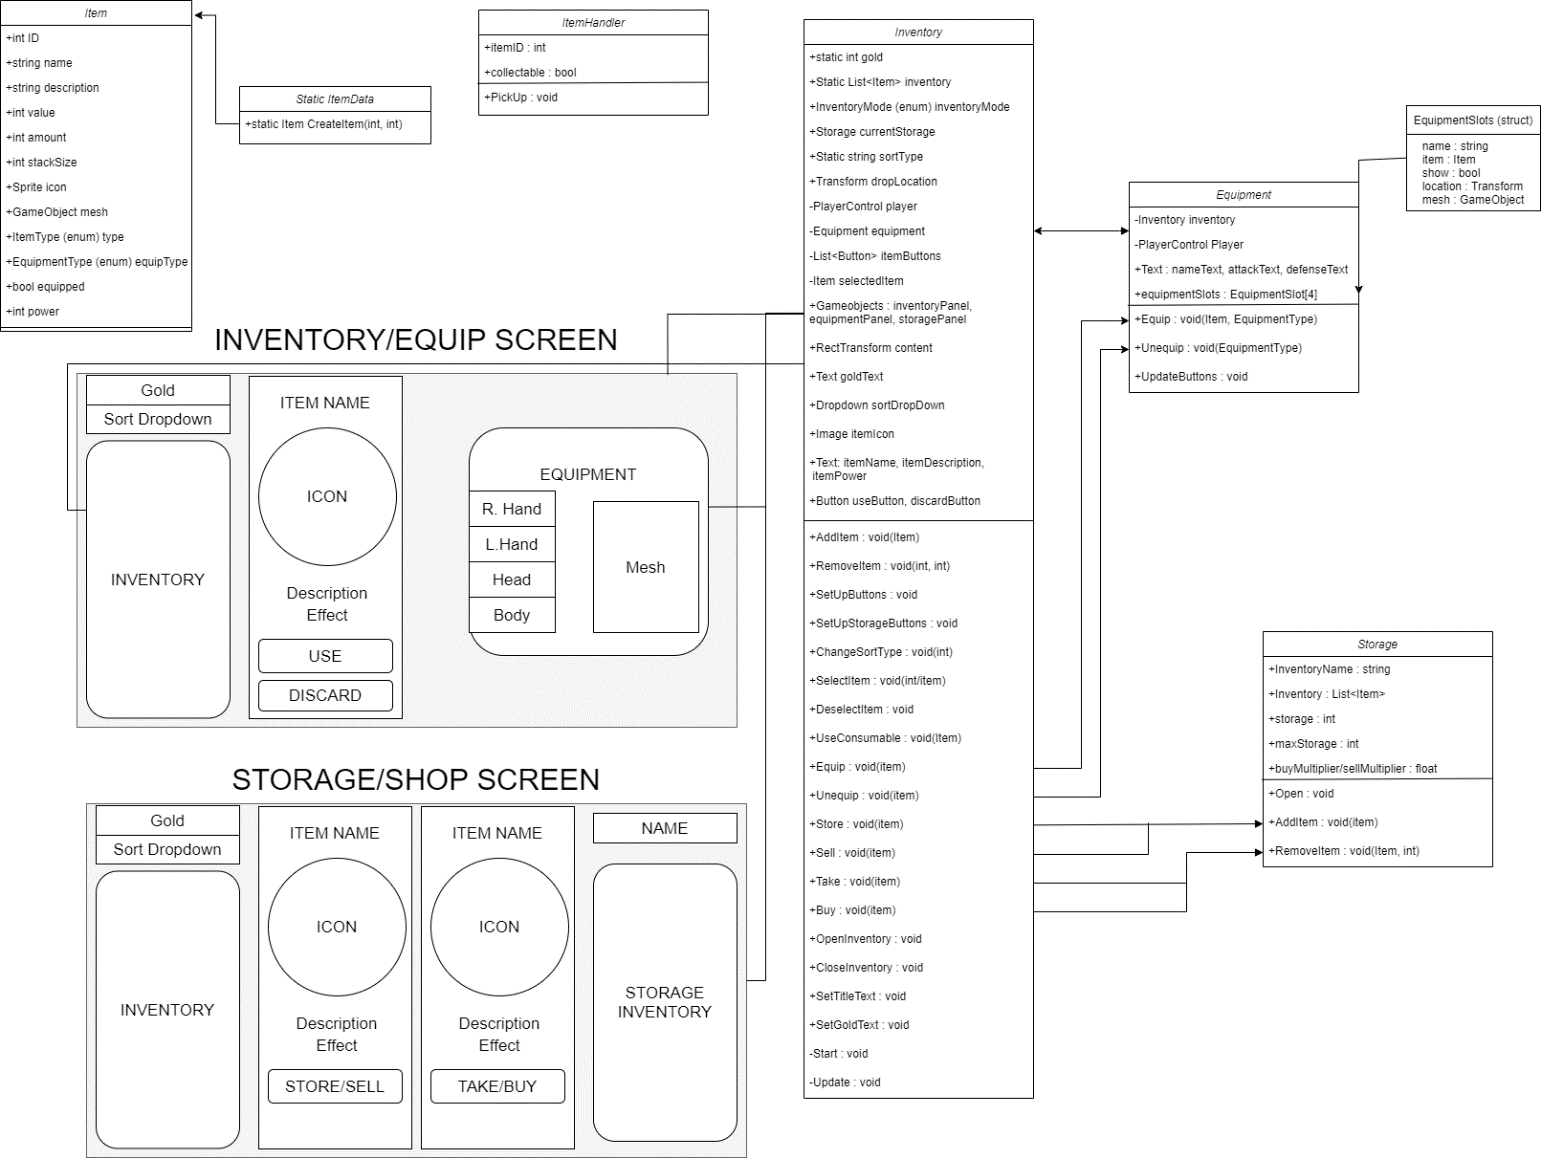 Item
+int ID
+string name
+string description
+int value
+int amount
+int stackSize
+Sprite icon
+GameObject mesh
+ItemType (enum) type
+EquipmentType (enum) equipType
+bool equipped
+int power
Static ItemData
+static Item CreateItem(int, int)
ItemHandler
+itemID : int
+collectable : bool
+PickUp : void
Inventory
+static int gold
+Static List<Item> inventory
+InventoryMode (enum) inventoryMode
+Storage currentStorage
+Static string sortType
+Transform dropLocation
-PlayerControl player
-Equipment equipment
-List<Button> itemButtons
-Item selectedItem
+Gameobjects : inventoryPanel,
equipmentPanel, storagePanel
+RectTransform content
+Text goldText
+Dropdown sortDropDown
+Image itemIcon
+Text: itemName, itemDescription,
itemPower
+Button useButton, discardButton
+AddItem : void(Item)
+RemoveItem : void(int, int)
+SetUpButtons : void
+SetUpStorageButtons : void
+ChangeSortType : void(int)
+SelectItem : void(int/item)
+DeselectItem : void
+UseConsumable : void(Item)
+Equip : void(item)
+Unequip : void(item)
+Store : void(item)
+Sell : void(item)
+Take : void(item)
+Buy : void(item)
+OpenInventory : void
+CloseInventory : void
+SetTitleText : void
+SetGoldText : void
-Start : void
-Update : void
Equipment
-Inventory inventory
-PlayerControl Player
+Text : nameText, attackText, defenseText
+equipmentSlots : EquipmentSlot[4]
+Equip : void(Item, EquipmentType)
+Unequip : void(EquipmentType)
+UpdateButtons : void
EquipmentSlots (struct)
name : string
item : Item
show : bool
location : Transform
mesh : GameObject
Storage
+InventoryName : string
+Inventory : List<Item>
+storage : int
+maxStorage : int
+buyMultiplier/sellMultiplier : float
+Open : void
+AddItem : void(item)
+RemoveItem : void(Item, int)
INVENTORY/EQUIP SCREEN
Gold
Sort Dropdown
INVENTORY
ITEM NAME
ICON
Description
Effect
USE
DISCARD
EQUIPMENT
R. Hand
L.Hand
Head
Body
Mesh
STORAGE/SHOP SCREEN
Gold
Sort Dropdown
INVENTORY
ITEM NAME
ICON
Description
Effect
STORE/SELL
ITEM NAME
ICON
Description
Effect
TAKE/BUY
NAME
STORAGE
INVENTORY